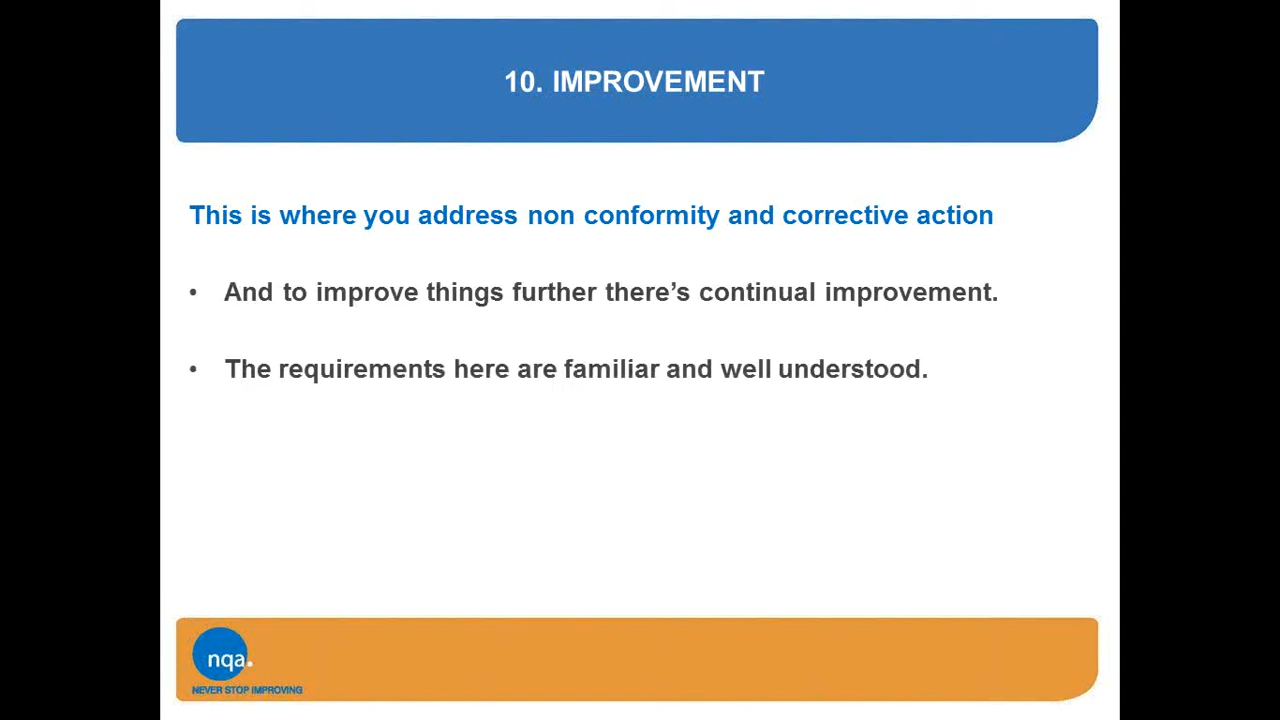 10. IMPROVEMENT
This is where you address non conformity and corrective action
• And to improve things further there’s continual improvement.
• The requirements here are familiar and well understood.
nqa.
NEVER STOP IMPROVING